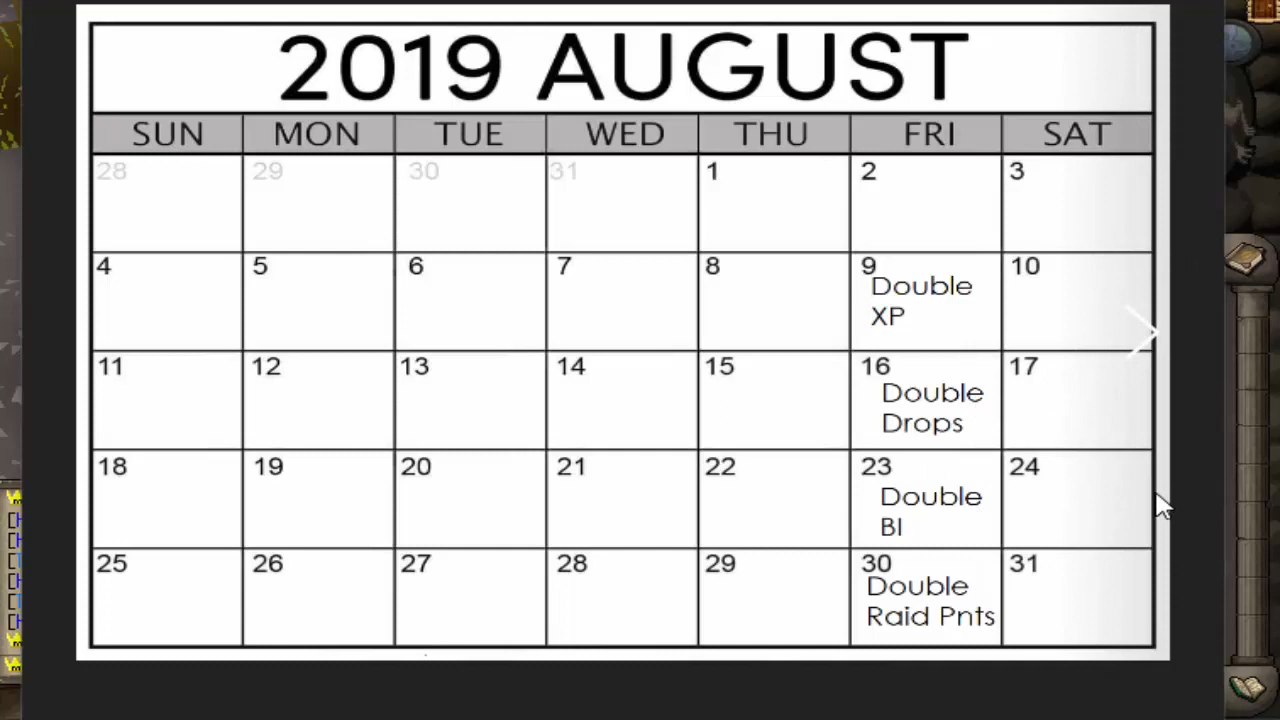 2019 AUGUST
SUN MON TUE WED THU FRI SAT
28 29 30 31 1 2 3
4 5 6 7 8 9 10
Double
XP
11 12 13 14 15 16 17
Double
Drops
18 19 20 21 22 23 24
Double
BI
25 26 27 28 29 30 31
Double
Raid Pnts